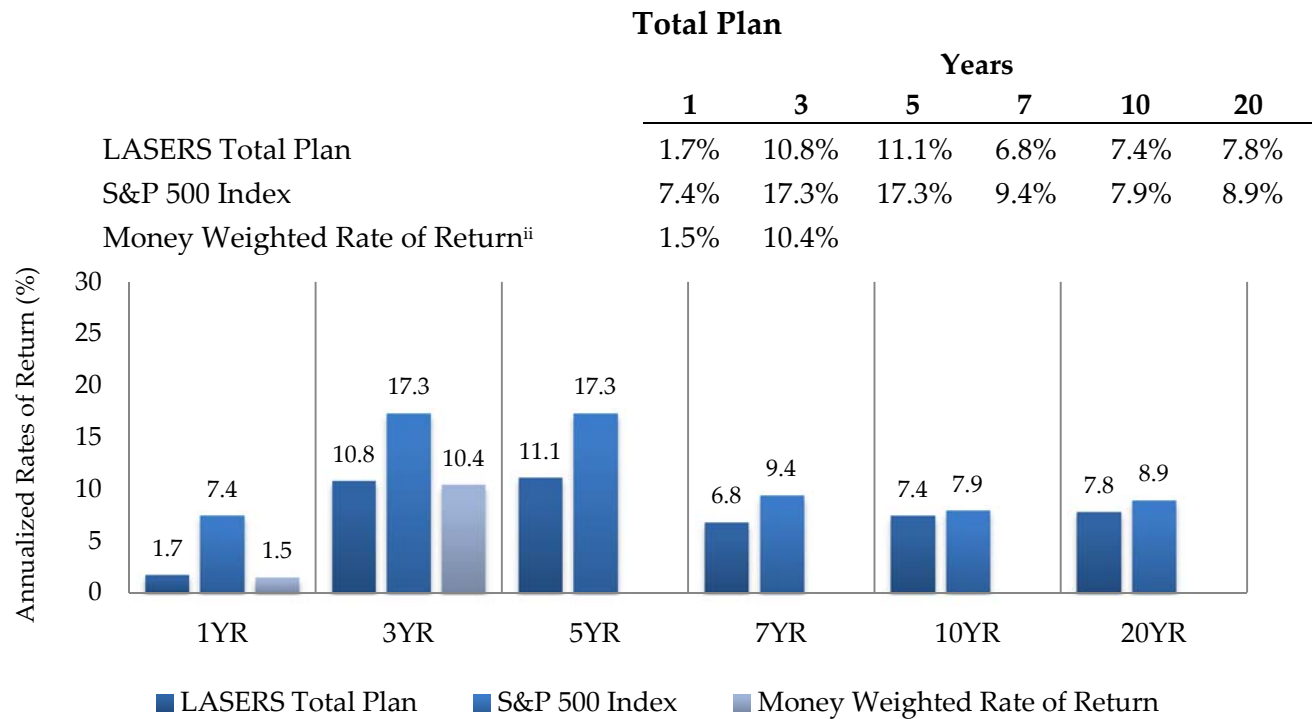 Total Plan
Years
1 3 5 7 10 20
LASERS Total Plan 1.7% 10.8% 11.1% 6.8% 7.4% 7.8%
S&P 500 Index 7.4% 17.3% 17.3% 9.4% 7.9% 8.9%
Money Weighted Rate of Returnⁱⁱ 1.5% 10.4%
Annualized Rates of Return (%)
30
25
20
15
10
5
0
1.7 7.4 1.5
10.8 17.3 10.4
11.1 17.3
6.8 9.4
7.4 7.9
7.8 8.9
1YR 3YR 5YR 7YR 10YR 20YR
LASERS Total Plan S&P 500 Index Money Weighted Rate of Return